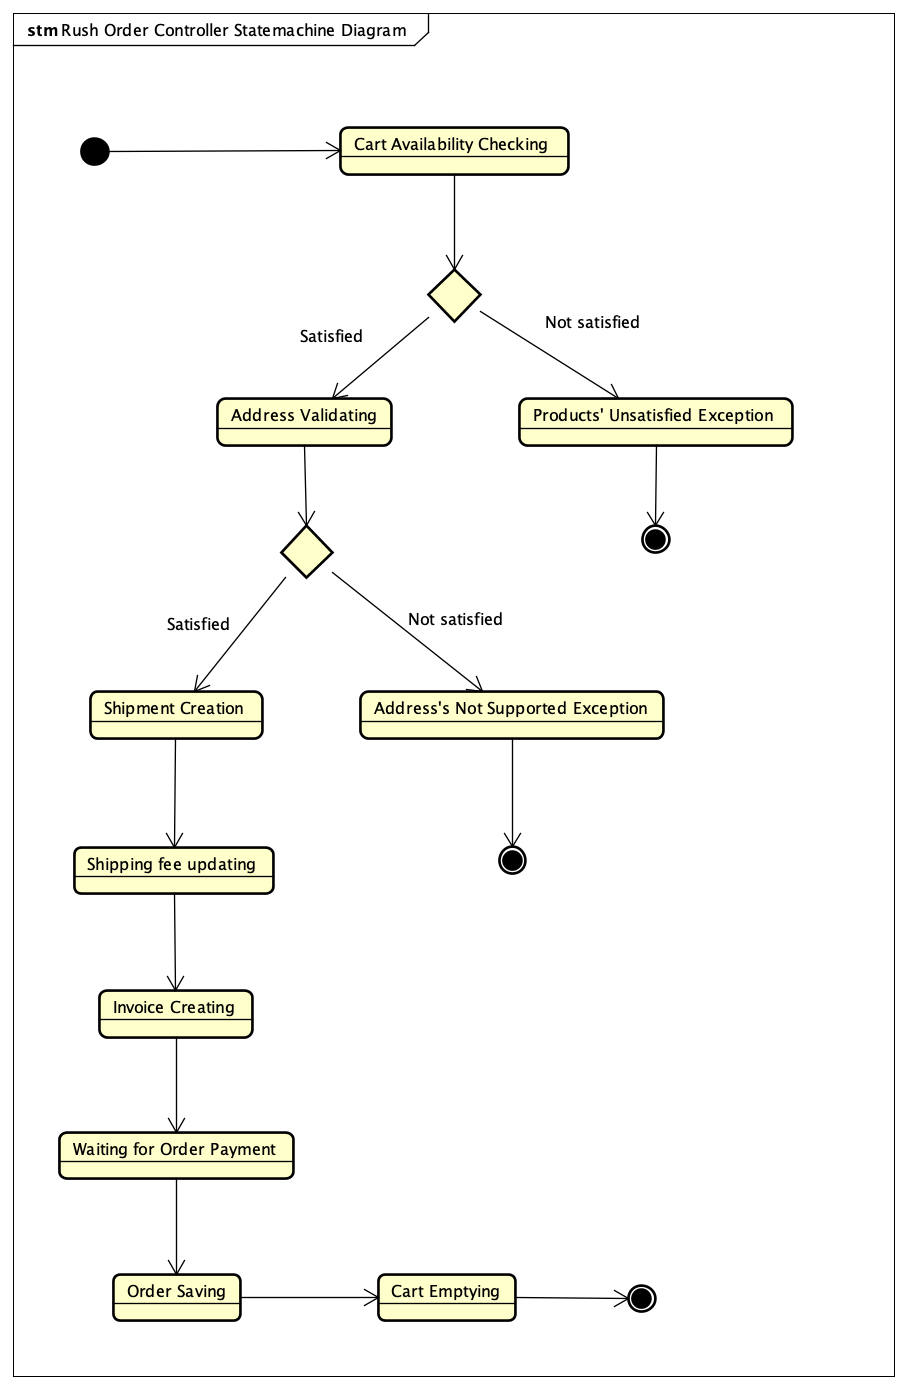 stm Rush Order Controller Statemachine Diagram
Cart Availability Checking
Satisfied
Not satisfied
Address Validating
Products' Unsatisfied Exception
Satisfied
Not satisfied
Shipment Creation
Address's Not Supported Exception
Shipping fee updating
Invoice Creating
Waiting for Order Payment
Order Saving
Cart Emptying